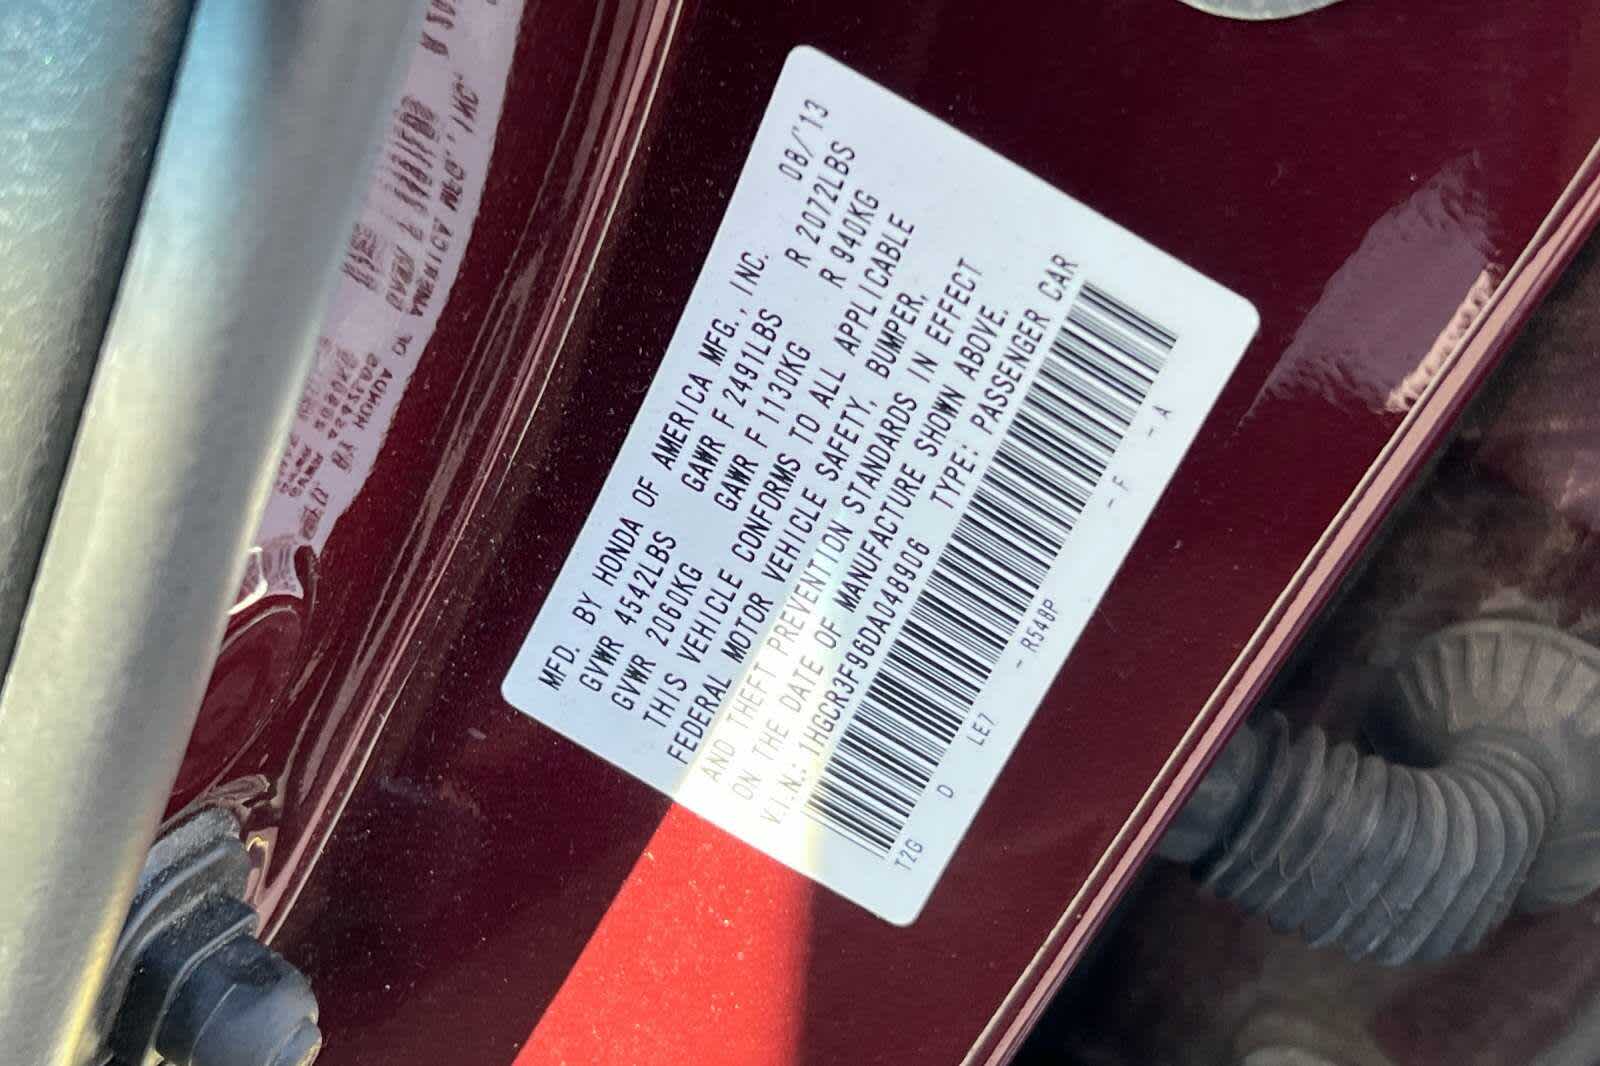 MFD. BY HONDA OF AMERICA MFG., INC. 08/'13
GVWR 4542LBS GAWR F 2491LBS R 2072LBS
GVWR 2060KG GAWR F 1130KG R 940KG
THIS VEHICLE CONFORMS TO ALL APPLICABLE
FEDERAL MOTOR VEHICLE SAFETY, BUMPER,
AND THEFT PREVENTION STANDARDS IN EFFECT
ON THE DATE OF MANUFACTURE SHOWN ABOVE.
V.I.N.: 1HGCR3F96DA048906 TYPE: PASSENGER CAR
T2G D LE7 - R548P - F - A